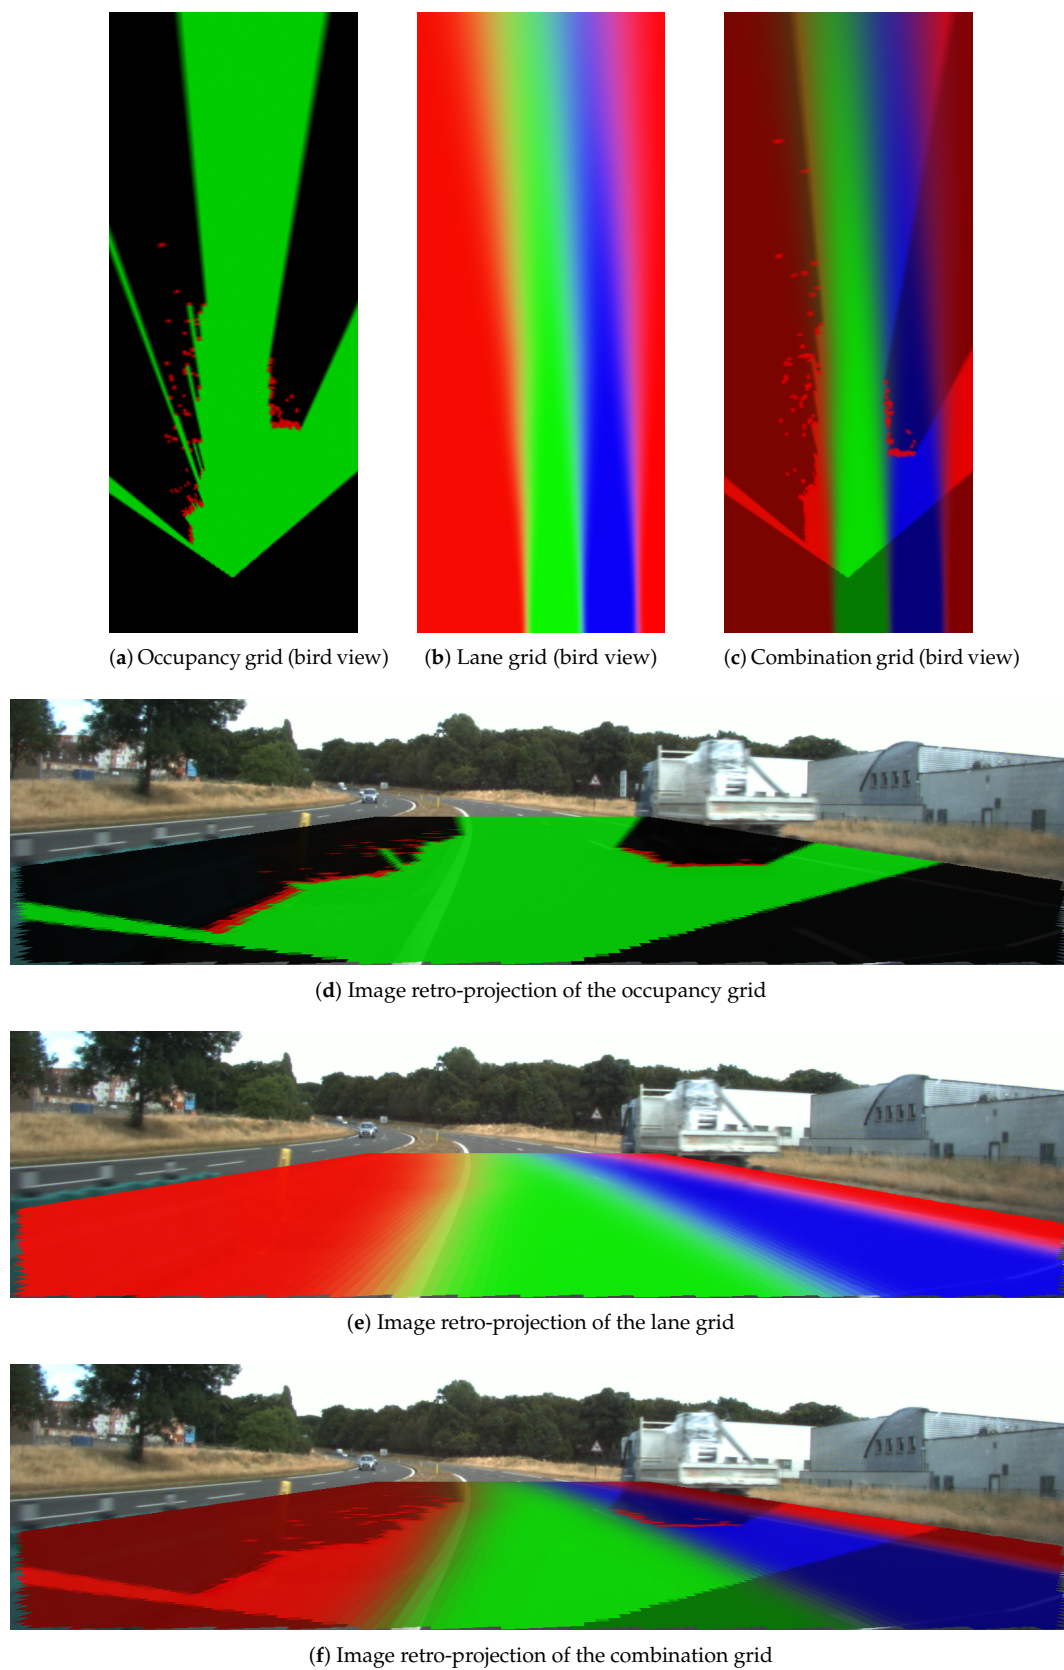 (a) Occupancy grid (bird view)
(b) Lane grid (bird view)
(c) Combination grid (bird view)
(d) Image retro-projection of the occupancy grid
(e) Image retro-projection of the lane grid
(f) Image retro-projection of the combination grid